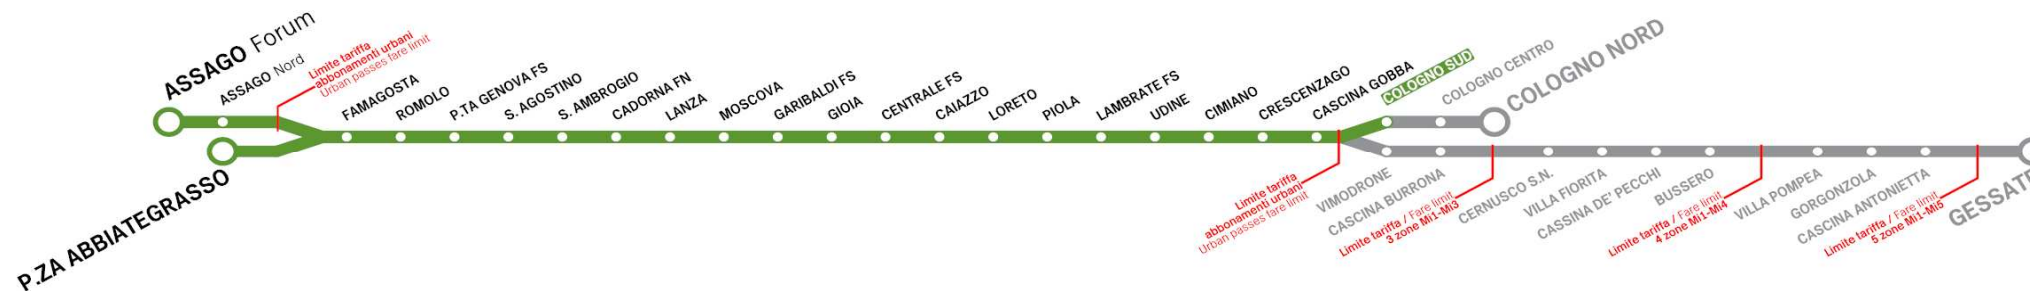 ASSAGO Forum
ASSAGO Nord
Limite tariffa
abbonamenti urbani
Urban passes fare limit
P.ZA ABBIATEGRASSO
FAMAGOSTA
ROMOLO
P.TA GENOVA FS
S. AGOSTINO
S. AMBROGIO
CADORNA FN
LANZA
MOSCOVA
GARIBALDI FS
GIOIA
CENTRALE FS
CAIAZZO
LORETO
PIOLA
LAMBRATE FS
UDINE
CIMIANO
CRESCENZAGO
CASCINA GOBBA
COLOGNO SUD
COLOGNO CENTRO
COLOGNO NORD
Limite tariffa
abbonamenti urbani
Urban passes fare limit
VIMODRONE
CASCINA BURRONA
Limite tariffa / Fare limit
3 zone Mi1-Mi3
CERNUSCO S.N.
VILLA FIORITA
CASSINA DE' PECCHI
BUSSERO
Limite tariffa / Fare limit
4 zone Mi1-Mi4
VILLA POMPEA
GORGONZOLA
CASCINA ANTONIETTA
Limite tariffa / Fare limit
5 zone Mi1-Mi5
GESSATE